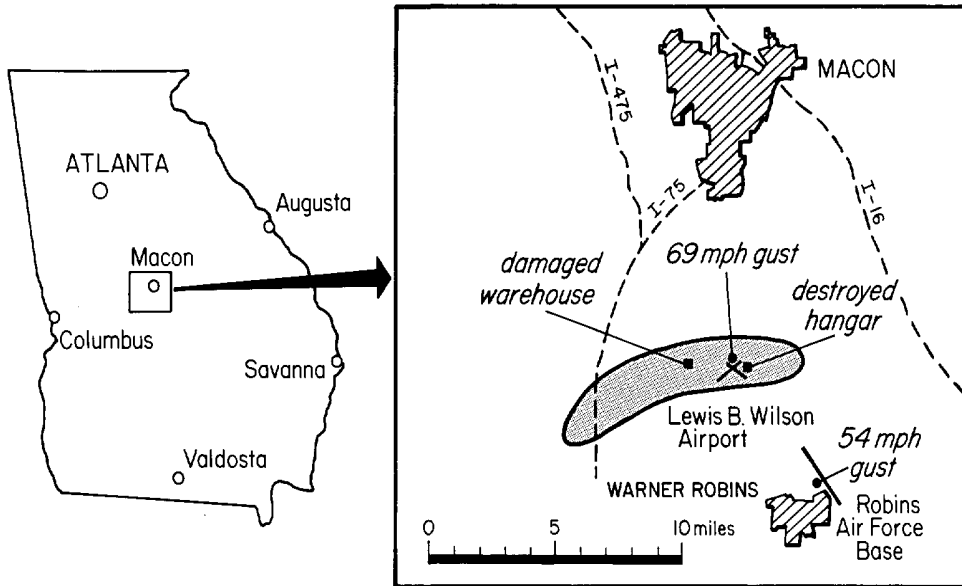 ATLANTA
Augusta
Macon
Columbus
Savanna
Valdosta
MACON
I-475
I-75
I-16
69 mph gust
damaged
warehouse
destroyed
hangar
Lewis B. Wilson
Airport
54 mph
gust
WARNER ROBINS
Robins
Air Force
Base
0
5
10 miles